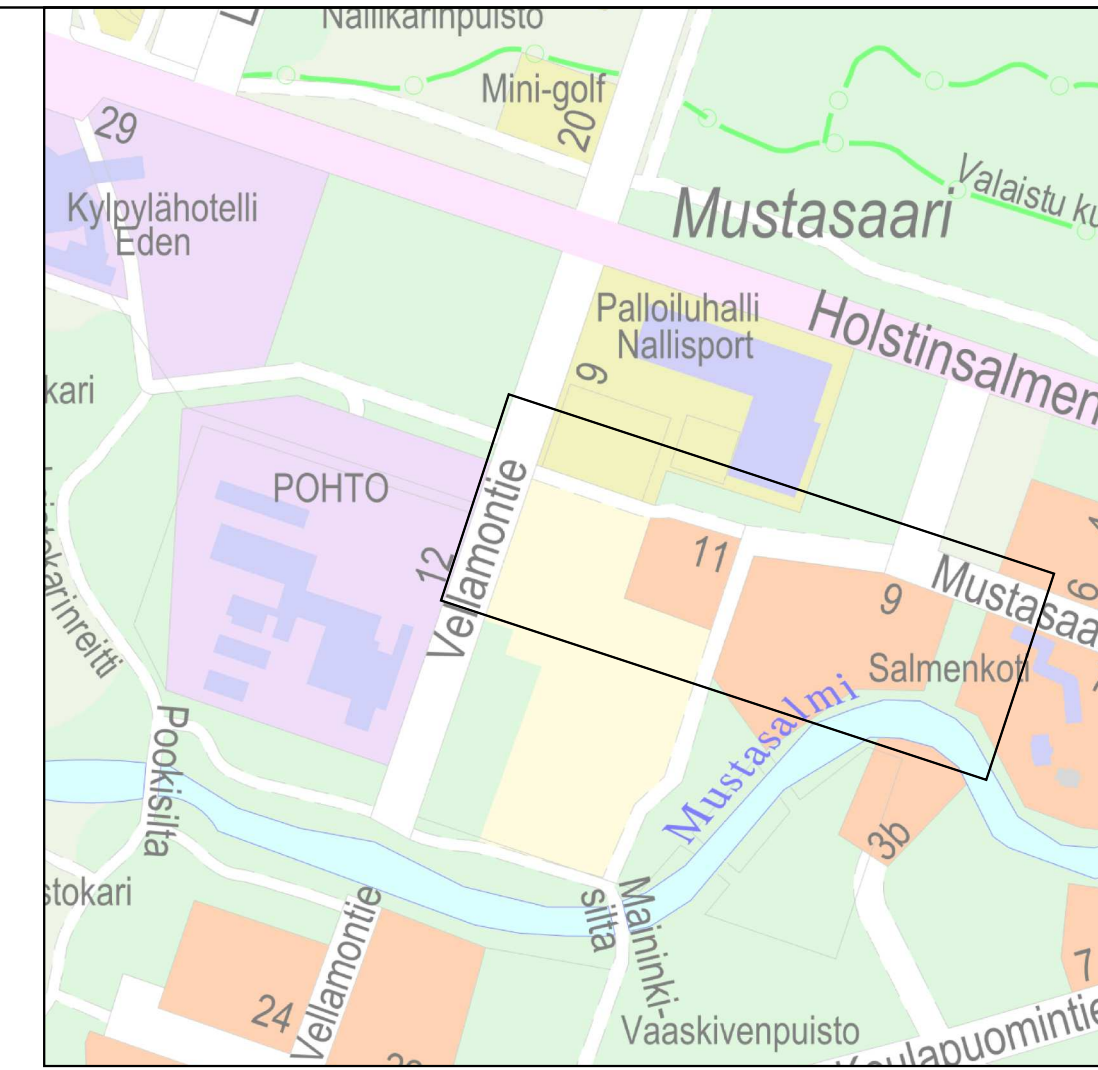 Nallikarinpuisto
Mini-golf
20
29
Kylpylähotelli
Eden
Mustasaari
Valaistu ku
Palloiluhalli
Nallisport
Holstinsalmen
9
kari
POHTO
12
Vellamontie
11
9
Mustasaa
6
Salmenkoti
Mustasalmi
Pookisilta
3b
stokari
Maininki-
silta
Vellamontie
24
7
Vaaskivenpuisto